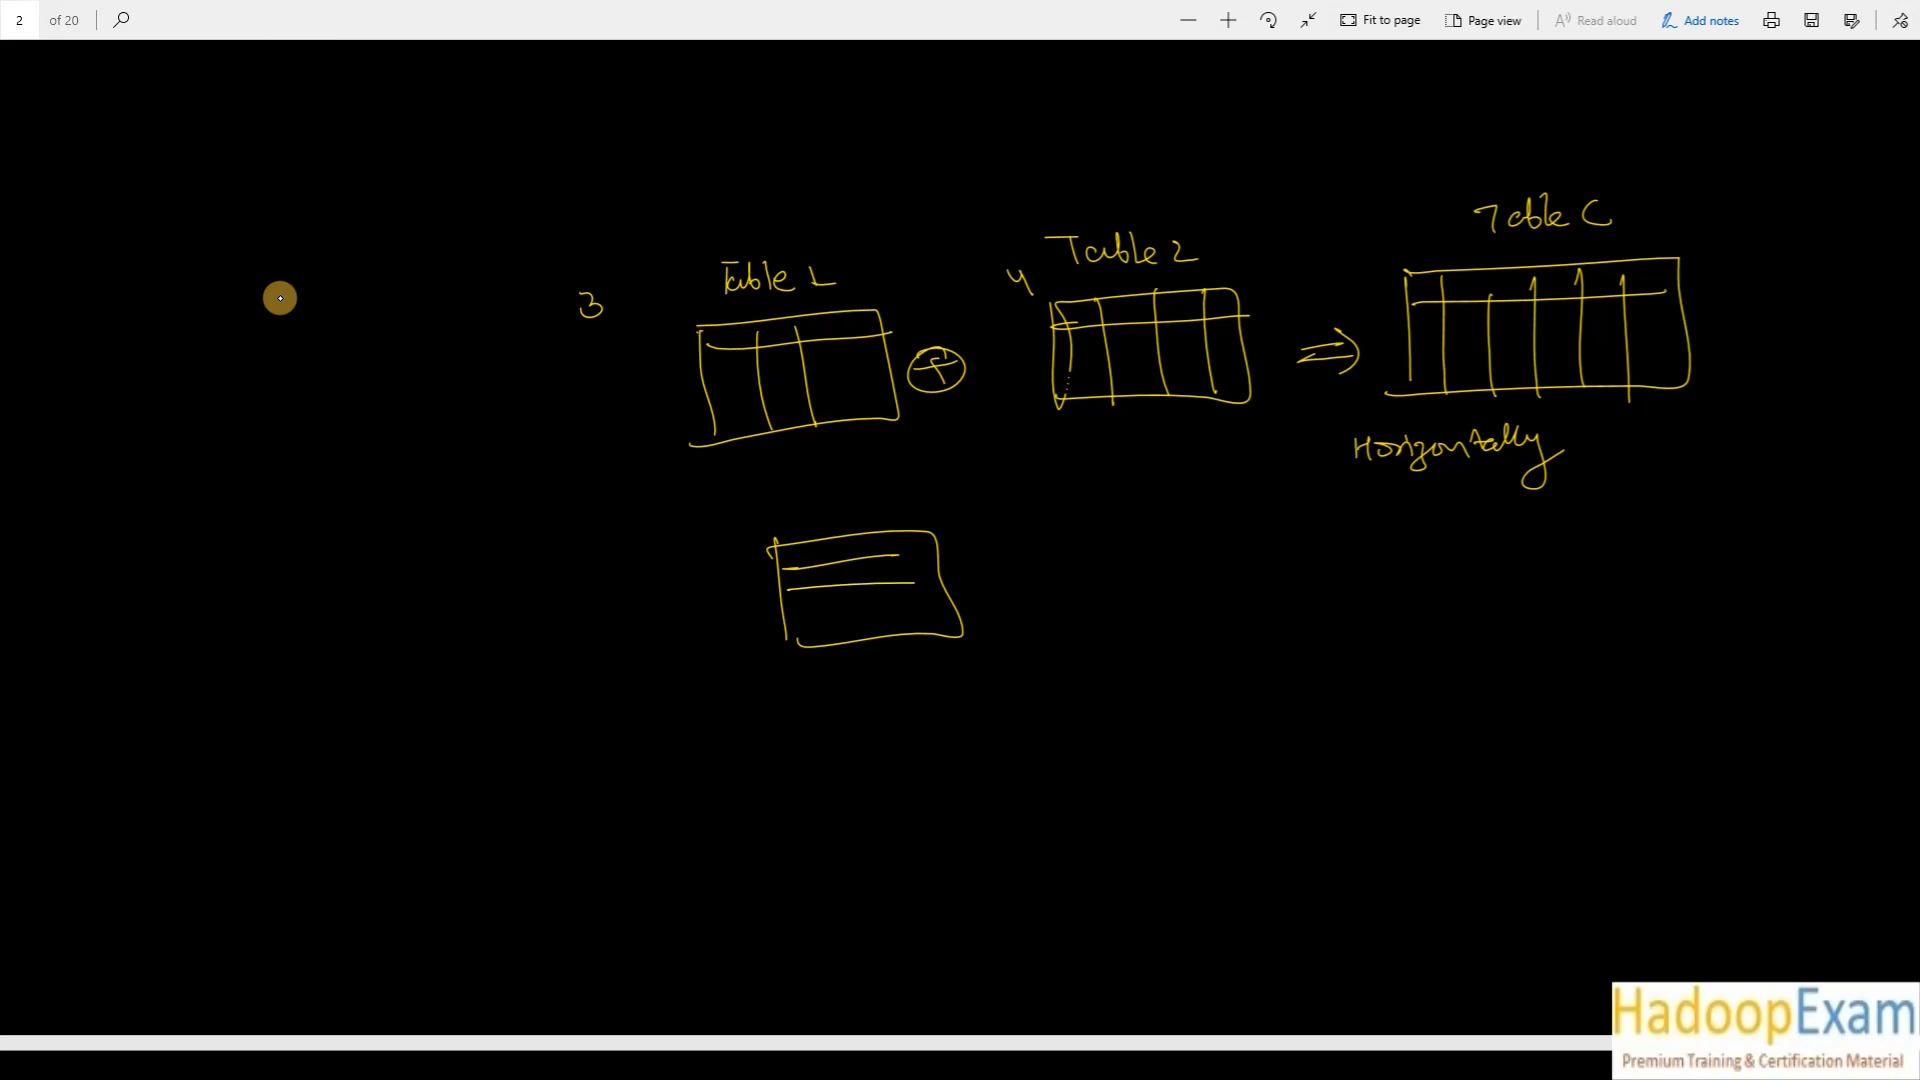 2 of 20 Fit to page Page view Read aloud Add notes
Table C
Table 2
4
Table 1
3
Horizontally
HadoopExam
Premium Training & Certification Material